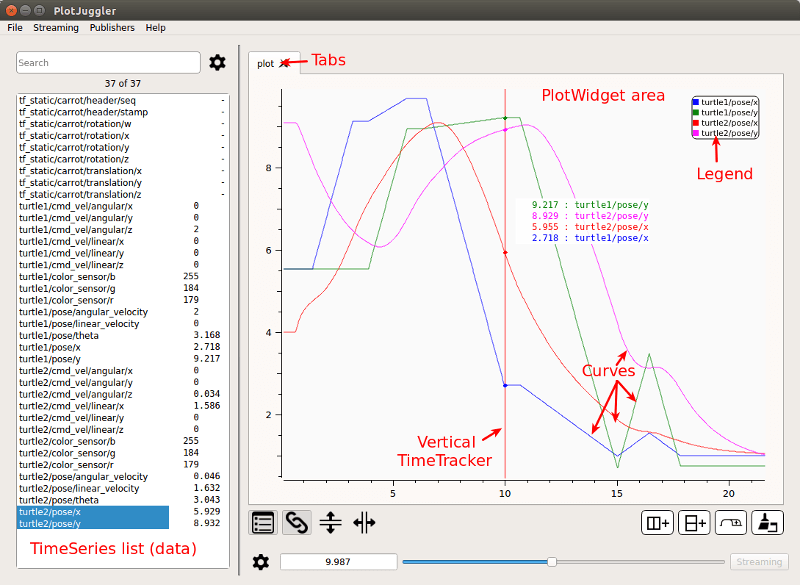 PlotJuggler
File Streaming Publishers Help
Search
37 of 37
tf_static/carrot/header/seq -
tf_static/carrot/header/stamp -
tf_static/carrot/rotation/w -
tf_static/carrot/rotation/x -
tf_static/carrot/rotation/y -
tf_static/carrot/rotation/z -
tf_static/carrot/translation/x -
tf_static/carrot/translation/y -
tf_static/carrot/translation/z -
turtle1/cmd_vel/angular/x 0
turtle1/cmd_vel/angular/y 0
turtle1/cmd_vel/angular/z 2
turtle1/cmd_vel/linear/x 0
turtle1/cmd_vel/linear/y 0
turtle1/cmd_vel/linear/z 0
turtle1/color_sensor/b 255
turtle1/color_sensor/g 184
turtle1/color_sensor/r 179
turtle1/pose/angular_velocity 2
turtle1/pose/linear_velocity 0
turtle1/pose/theta 3.168
turtle1/pose/x 2.718
turtle1/pose/y 9.217
turtle2/cmd_vel/angular/x 0
turtle2/cmd_vel/angular/y 0
turtle2/cmd_vel/angular/z 0.034
turtle2/cmd_vel/linear/x 1.586
turtle2/cmd_vel/linear/y 0
turtle2/cmd_vel/linear/z 0
turtle2/color_sensor/b 255
turtle2/color_sensor/g 184
turtle2/color_sensor/r 179
turtle2/pose/angular_velocity 0.046
turtle2/pose/linear_velocity 1.632
turtle2/pose/theta 3.043
turtle2/pose/x 5.929
turtle2/pose/y 8.932
TimeSeries list (data)
plot
Tabs
PlotWidget area
turtle1/pose/x
turtle1/pose/y
turtle2/pose/x
turtle2/pose/y
Legend
9.217 : turtle1/pose/y
8.929 : turtle2/pose/y
5.955 : turtle2/pose/x
2.718 : turtle1/pose/x
Curves
Vertical
TimeTracker
8
6
4
2
5 10 15 20
9.987
Streaming